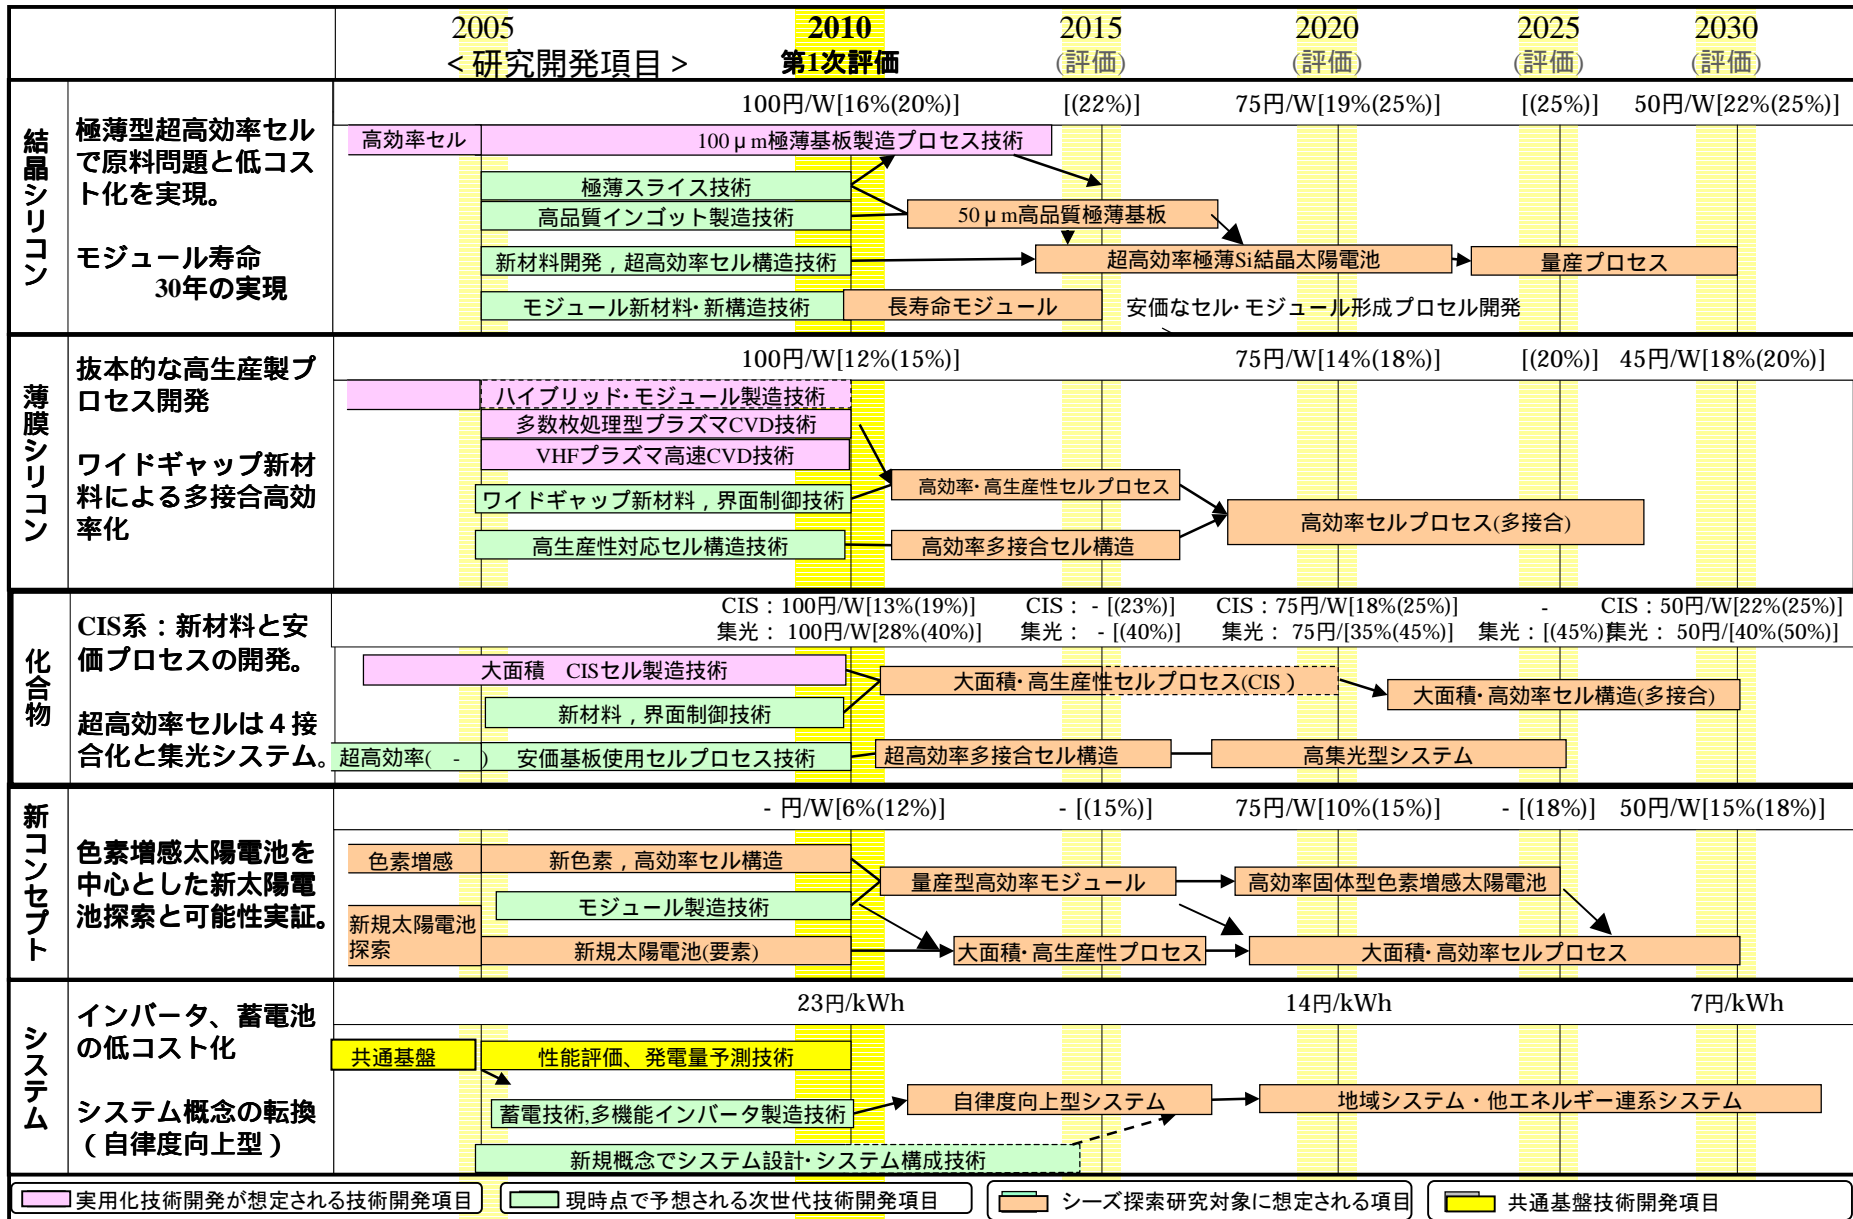 2005
2010
2015
2020
2025
2030
＜研究開発項目＞
第1次評価
(評価)
(評価)
(評価)
(評価)
結晶シリコン
極薄型超高効率セル
で原料問題と低コス
ト化を実現。
モジュール寿命
30年の実現
100円/W[16%(20%)]
[(22%)]
75円/W[19%(25%)]
[(25%)]
50円/W[22%(25%)]
高効率セル
100μm極薄基板製造プロセス技術
極薄スライス技術
高品質インゴット製造技術
50μm高品質極薄基板
新材料開発，超高効率セル構造技術
超高効率極薄Si結晶太陽電池
量産プロセス
モジュール新材料･新構造技術
長寿命モジュール
安価なセル･モジュール形成プロセル開発
薄膜シリコン
抜本的な高生産製プ
ロセス開発
ワイドギャップ新材
料による多接合高効
率化
100円/W[12%(15%)]
75円/W[14%(18%)]
[(20%)]
45円/W[18%(20%)]
ハイブリッド･モジュール製造技術
多数枚処理型プラズマCVD技術
VHFプラズマ高速CVD技術
ワイドギャップ新材料，界面制御技術
高効率･高生産性セルプロセス
高効率セルプロセス(多接合)
高生産性対応セル構造技術
高効率多接合セル構造
化合物
CIS系：新材料と安
価プロセスの開発。
超高効率セルは４接
合化と集光システム。
CIS：100円/W[13%(19%)]
CIS： - [(23%)]
CIS：75円/W[18%(25%)]
-
CIS：50円/W[22%(25%)]
集光： 100円/W[28%(40%)]
集光： - [(40%)]
集光： 75円/[35%(45%)]
集光：[(45%)]
集光： 50円/[40%(50%)]
大面積　CISセル製造技術
大面積･高生産性セルプロセス(CIS）
大面積･高効率セル構造(多接合)
新材料，界面制御技術
超高効率(　-　)
安価基板使用セルプロセス技術
超高効率多接合セル構造
高集光型システム
新コンセプト
色素増感太陽電池を
中心とした新太陽電
池探索と可能性実証。
- 円/W[6%(12%)]
- [(15%)]
75円/W[10%(15%)]
- [(18%)]
50円/W[15%(18%)]
色素増感
新色素，高効率セル構造
量産型高効率モジュール
高効率固体型色素増感太陽電池
モジュール製造技術
新規太陽電池
探索
新規太陽電池(要素)
大面積･高生産性プロセス
大面積･高効率セルプロセス
システム
インバータ、蓄電池
の低コスト化
システム概念の転換
（自律度向上型）
23円/kWh
14円/kWh
7円/kWh
共通基盤
性能評価、発電量予測技術
蓄電技術,多機能インバータ製造技術
自律度向上型システム
地域システム・他エネルギー連系システム
新規概念でシステム設計･システム構成技術
実用化技術開発が想定される技術開発項目
現時点で予想される次世代技術開発項目
シーズ探索研究対象に想定される項目
共通基盤技術開発項目